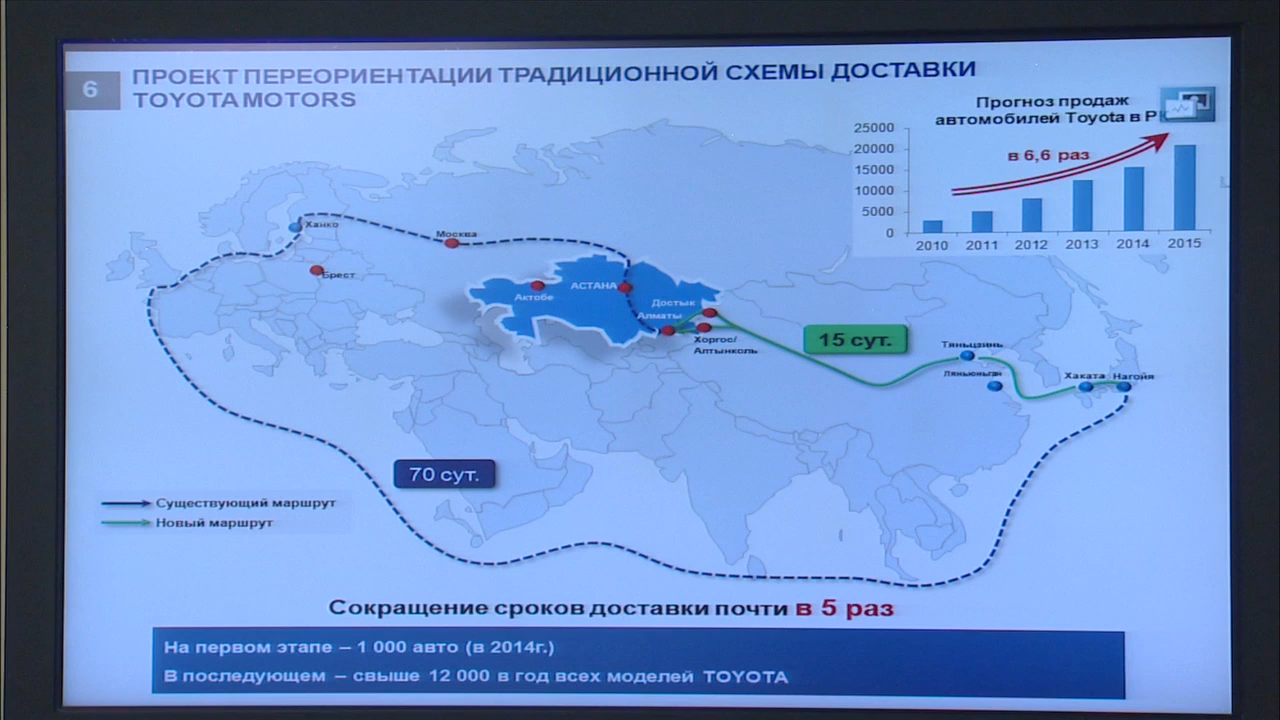 6
ПРОЕКТ ПЕРЕОРИЕНТАЦИИ ТРАДИЦИОННОЙ СХЕМЫ ДОСТАВКИ
TOYOTA MOTORS
Прогноз продаж
автомобилей Toyota в Р
25000
20000
15000
10000
5000
0
в 6,6 раз
2010 2011 2012 2013 2014 2015
Ханко
Москва
Брест
АСТАНА
Актобе
Достык
Алматы
Хоргос/
Алтынколь
15 сут.
Тяньцзинь
Ляньюньган
Хаката
Нагойя
70 сут.
Существующий маршрут
Новый маршрут
Сокращение сроков доставки почти в 5 раз
На первом этапе – 1 000 авто (в 2014г.)
В последующем – свыше 12 000 в год всех моделей TOYOTA